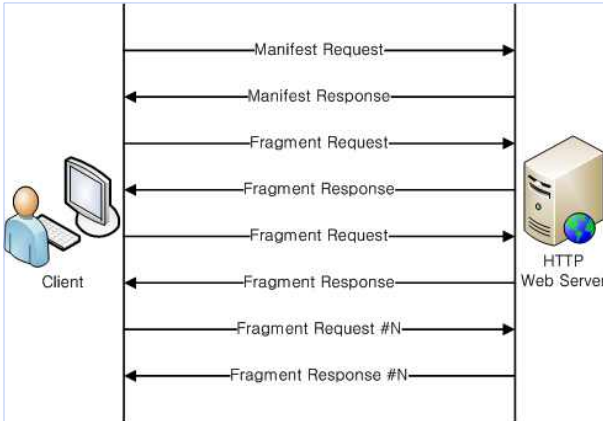 Manifest Request
Manifest Response
Fragment Request
Fragment Response
Fragment Request
Fragment Response
Fragment Request #N
Fragment Response #N
Client
HTTP
Web Server